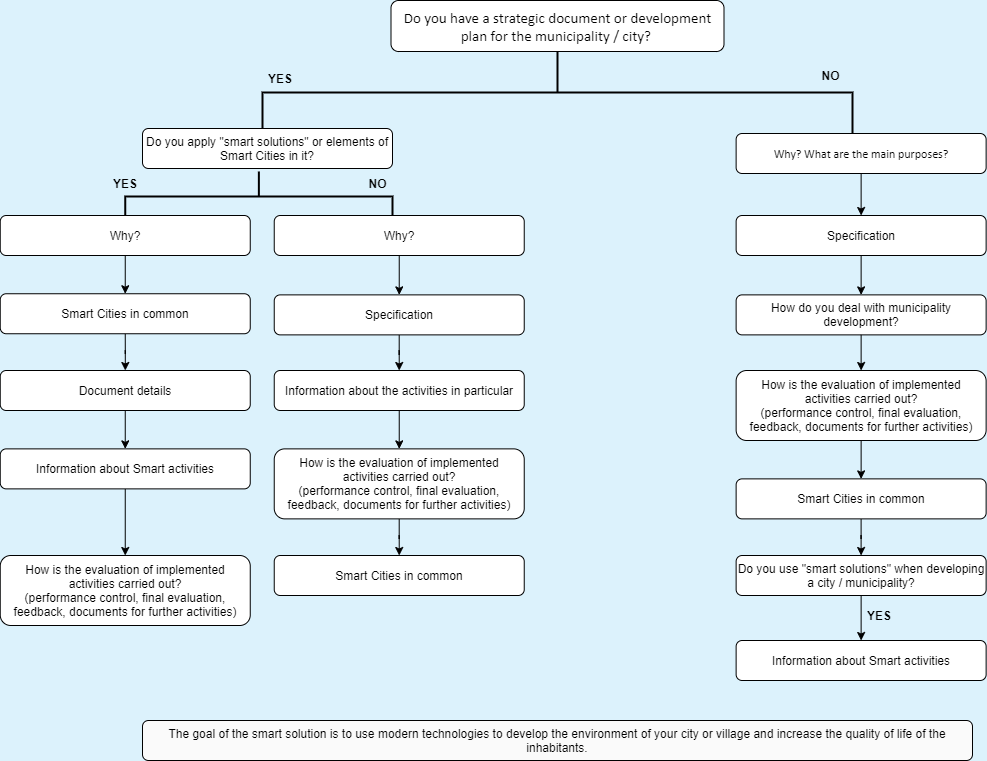 Do you have a strategic document or development
plan for the municipality / city?
YES
NO
Do you apply "smart solutions" or elements of
Smart Cities in it?
Why? What are the main purposes?
YES
NO
Why?
Why?
Specification
Smart Cities in common
Specification
How do you deal with municipality
development?
Document details
Information about the activities in particular
How is the evaluation of implemented
activities carried out?
(performance control, final evaluation,
feedback, documents for further activities)
Information about Smart activities
How is the evaluation of implemented
activities carried out?
(performance control, final evaluation,
feedback, documents for further activities)
Smart Cities in common
How is the evaluation of implemented
activities carried out?
(performance control, final evaluation,
feedback, documents for further activities)
Smart Cities in common
Do you use "smart solutions" when developing
a city / municipality?
YES
Information about Smart activities
The goal of the smart solution is to use modern technologies to develop the environment of your city or village and increase the quality of life of the
inhabitants.